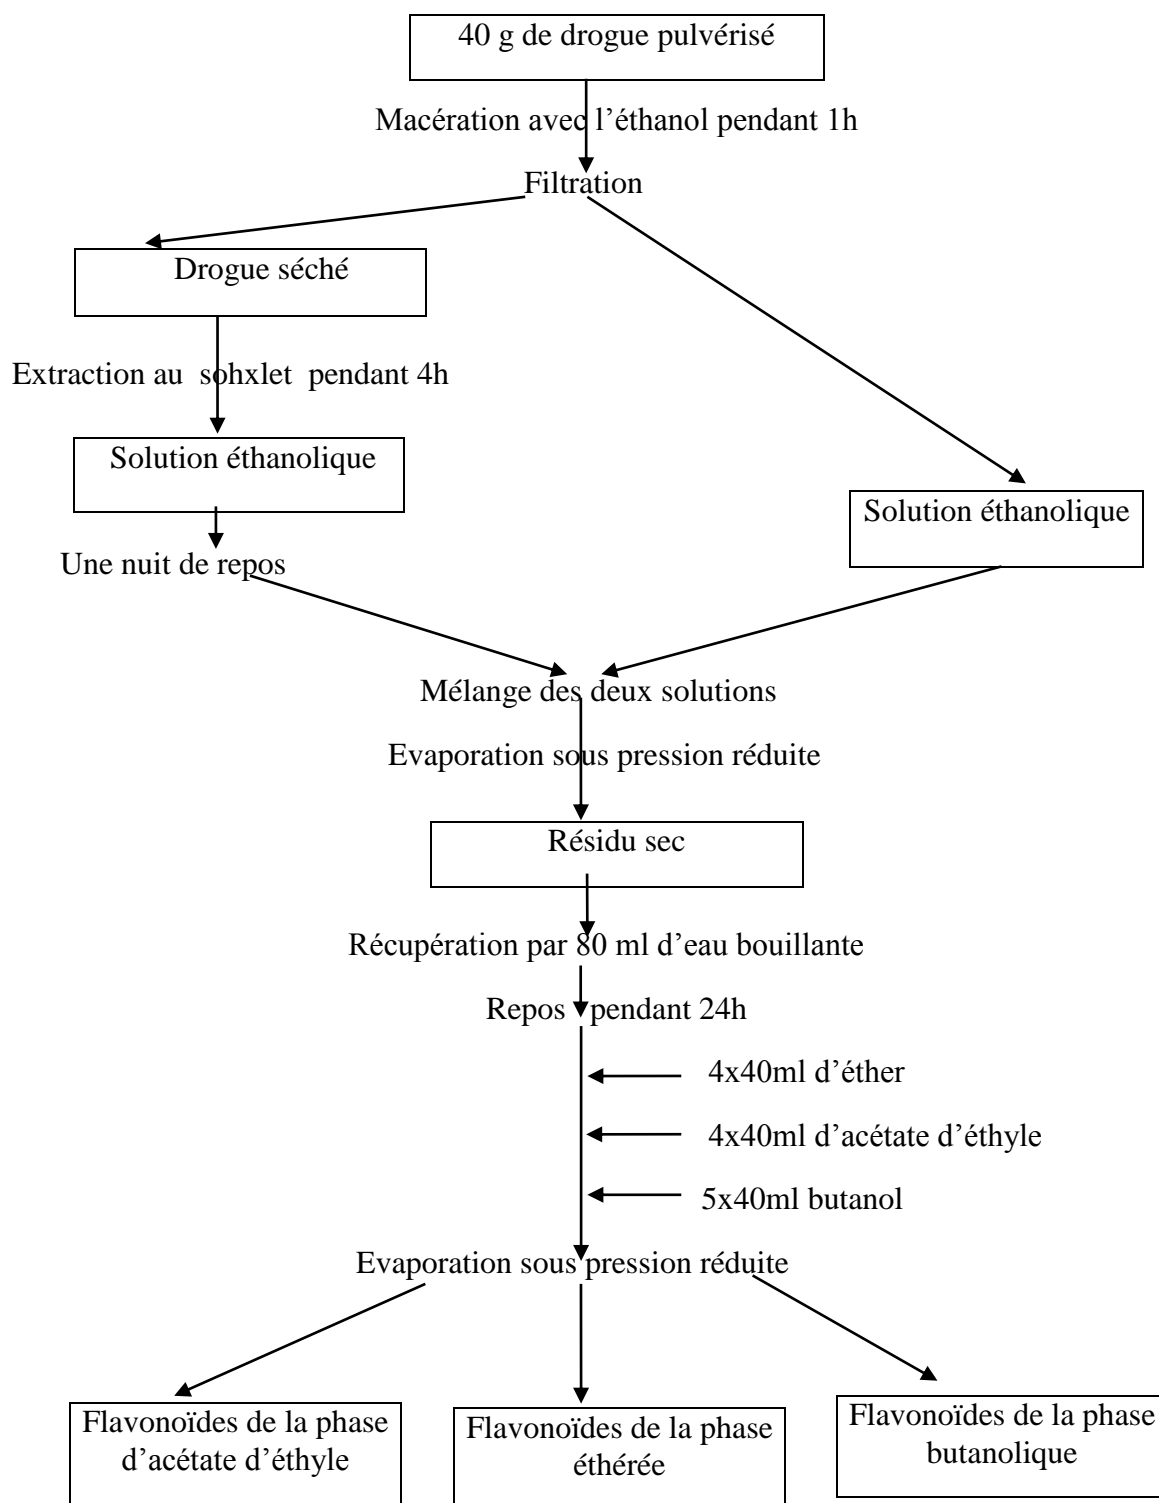 40 g de drogue pulvérisé
Macération avec l’éthanol pendant 1h
Filtration
Drogue séché
Extraction au sohxlet pendant 4h
Solution éthanolique
Solution éthanolique
Une nuit de repos
Mélange des deux solutions
Evaporation sous pression réduite
Résidu sec
Récupération par 80 ml d’eau bouillante
Repos pendant 24h
4x40ml d’éther
4x40ml d’acétate d’éthyle
5x40ml butanol
Evaporation sous pression réduite
Flavonoïdes de la phase
d’acétate d’éthyle
Flavonoïdes de la phase
éthérée
Flavonoïdes de la phase
butanolique